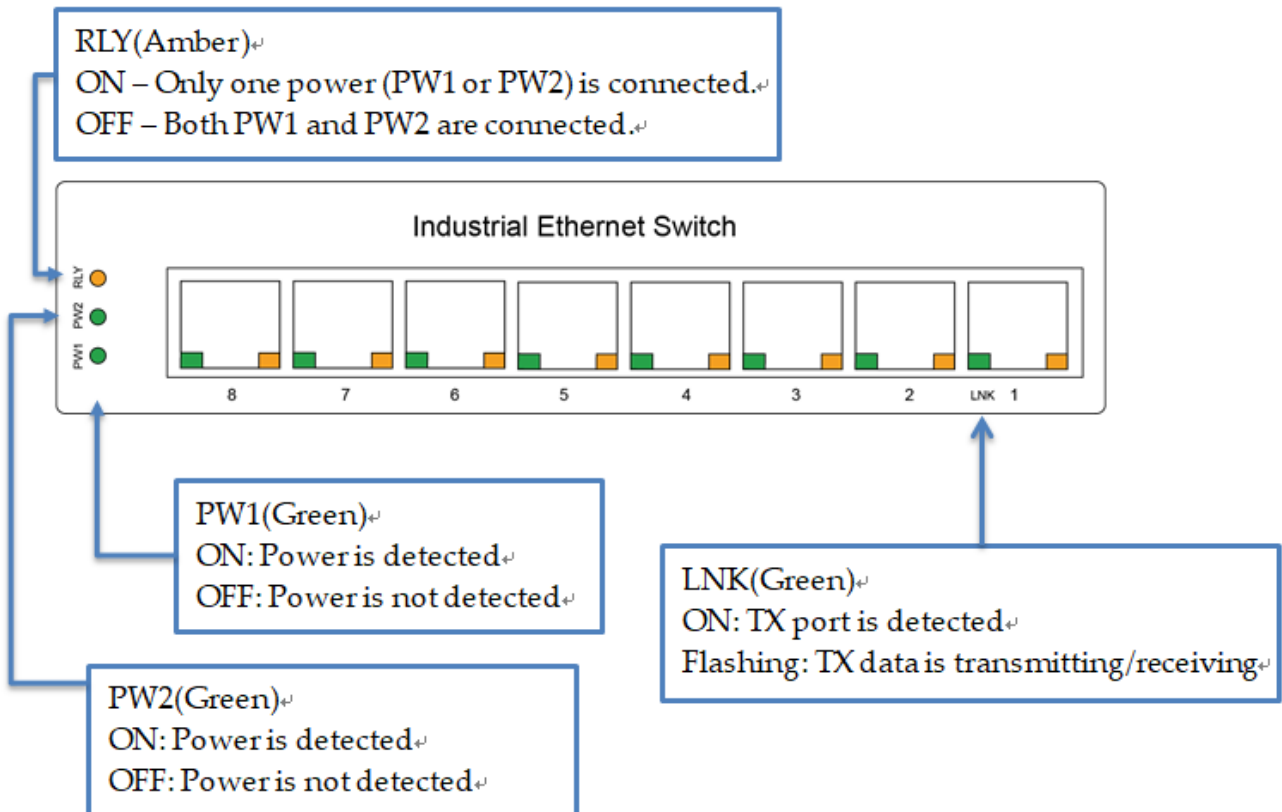 RLY(Amber)↵
ON – Only one power (PW1 or PW2) is connected.↵
OFF – Both PW1 and PW2 are connected.↵
Industrial Ethernet Switch
RLY
PW2
PW1
8 7 6 5 4 3 2 LNK 1
PW1(Green)↵
ON: Power is detected↵
OFF: Power is not detected↵
LNK(Green)↵
ON: TX port is detected↵
Flashing: TX data is transmitting/receiving↵
PW2(Green)↵
ON: Power is detected↵
OFF: Power is not detected↵